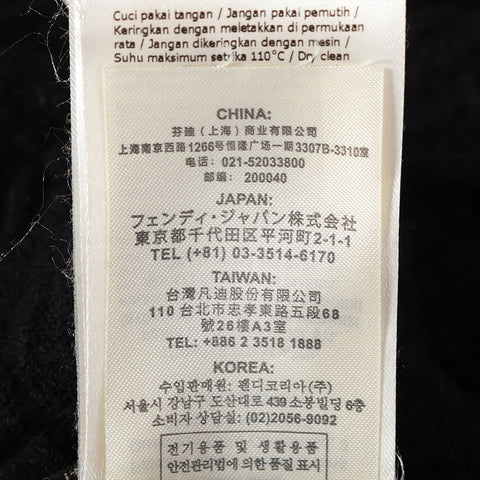 Cuci pakai tangan / Jangan pakai pemutih /
Keringkan dengan meletakkan di permukaan
rata / Jangan dikeringkan dengan mesin /
Suhu maksimum setrika 110°C / Dry clean
CHINA:
芬迪（上海）商业有限公司
上海南京西路1266号恒隆广场一期3307B-3310室
电话： 021-52033800
邮编： 200040
JAPAN:
フェンディ・ジャパン株式会社
東京都千代田区平河町2-1-1
TEL (+81) 03-3514-6170
TAIWAN:
台灣凡迪股份有限公司
110 台北市忠孝東路五段68
號26樓A3室
TEL: +886 2 3518 1888
KOREA:
수입판매원: 펜디코리아(주)
서울시 강남구 도산대로 439 소봉빌딩 6층
소비자 상담실: (02)2056-9092
전기용품 및 생활용품
안전관리법에 의한 품질 표시